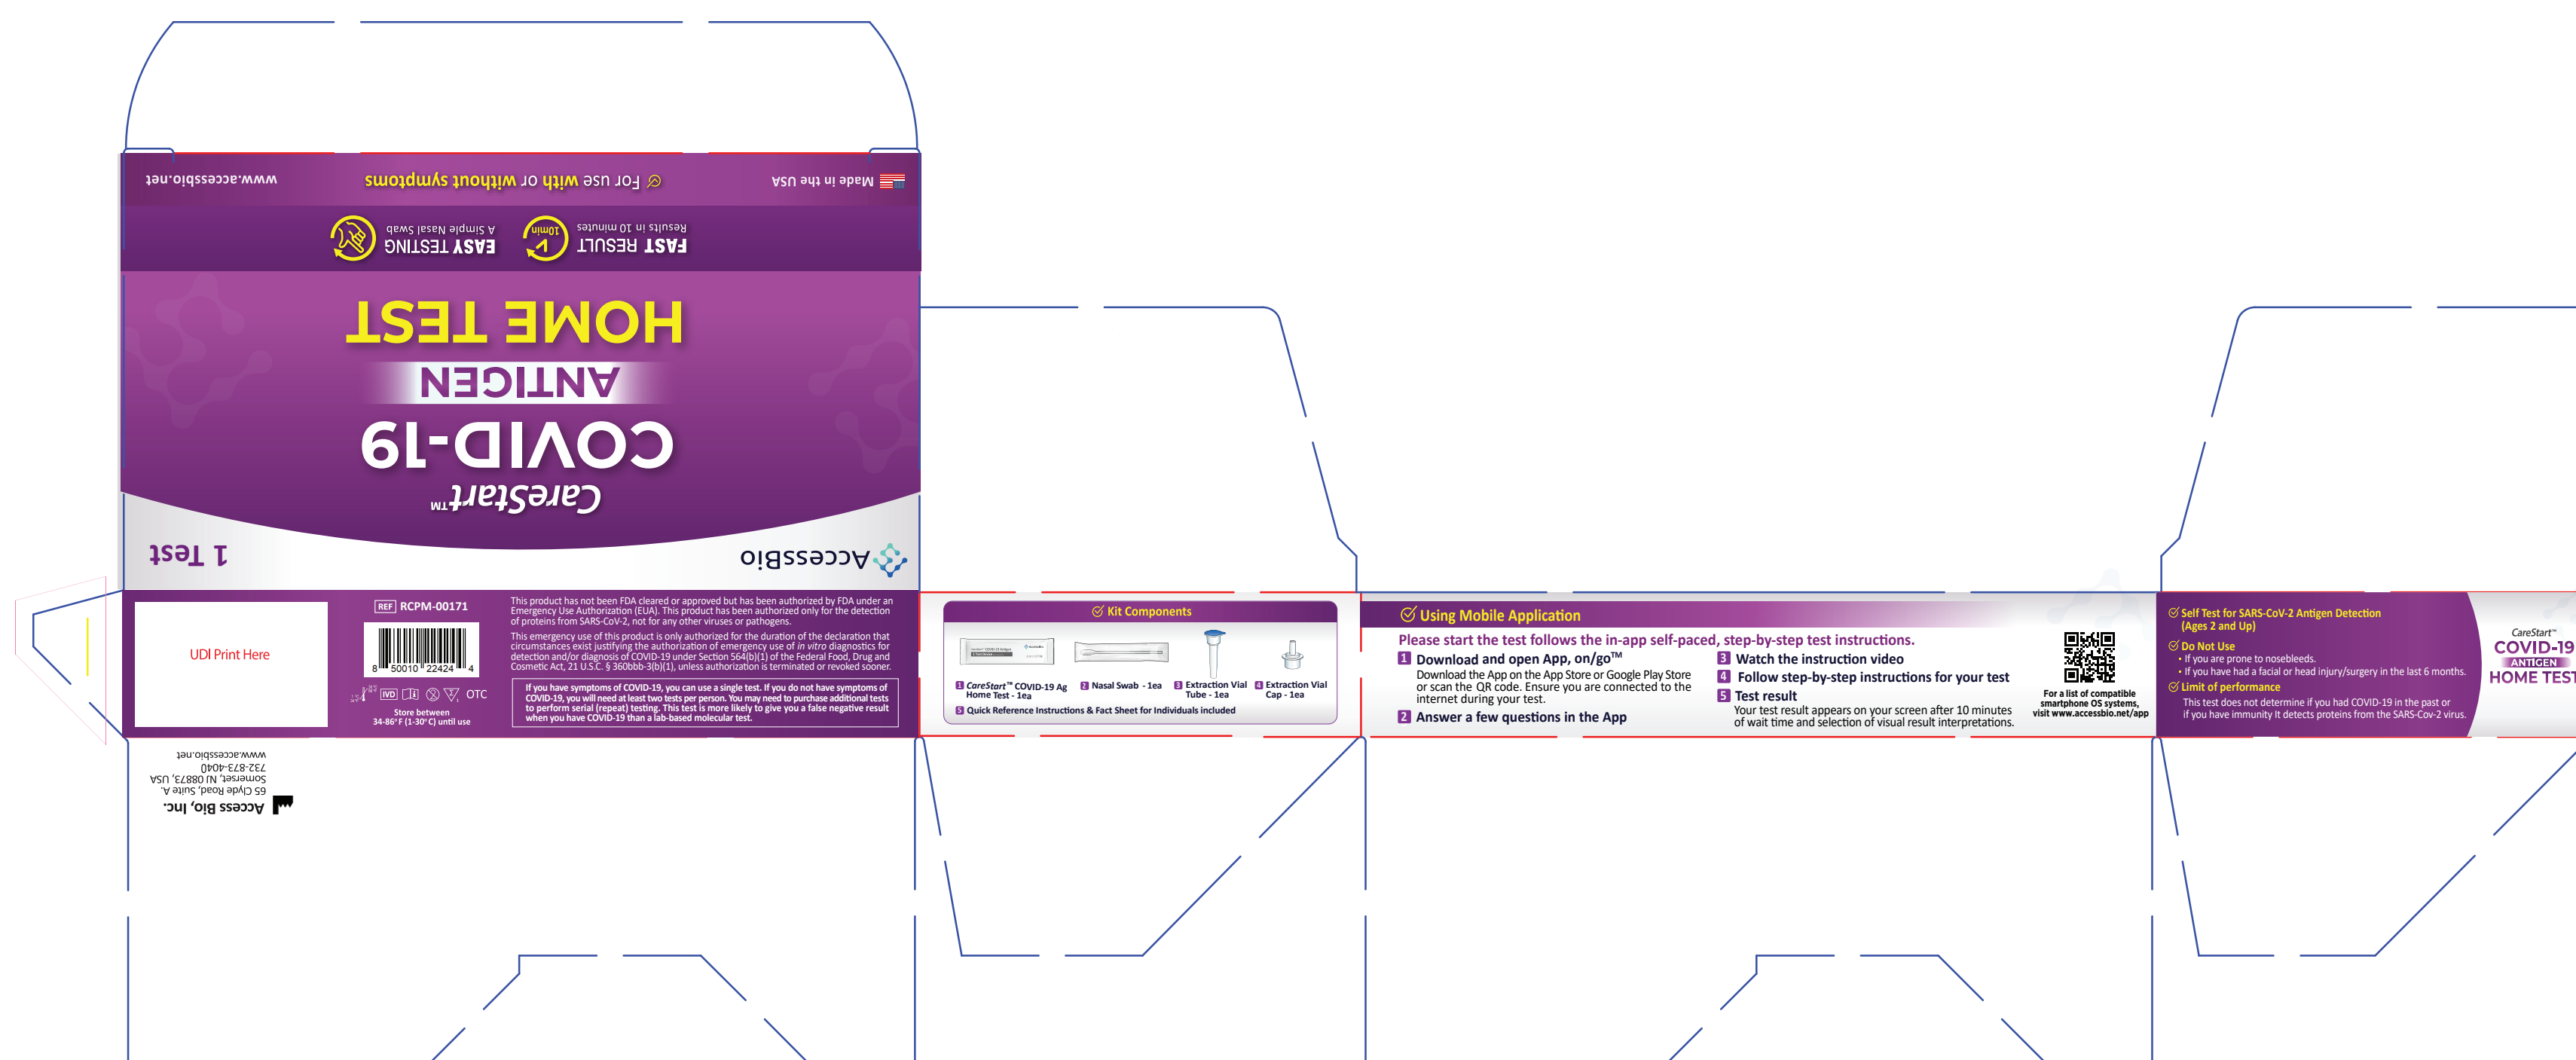 AccessBio
1 Test
CareStart™
COVID-19
ANTIGEN
HOME TEST
FAST RESULT
Results in 10 minutes
10min
EASY TESTING
A Simple Nasal Swab
Made in the USA
For use with or without symptoms
www.accessbio.net
UDI Print Here
REF RCPM-00171
8 50010 22424 4
IVD
OTC
Store between
34-86° F (1-30° C) until use
This product has not been FDA cleared or approved but has been authorized by FDA under an
Emergency Use Authorization (EUA). This product has been authorized only for the detection
of proteins from SARS-CoV-2, not for any other viruses or pathogens.
This emergency use of this product is only authorized for the duration of the declaration that
circumstances exist justifying the authorization of emergency use of in vitro diagnostics for
detection and/or diagnosis of COVID-19 under Section 564(b)(1) of the Federal Food, Drug and
Cosmetic Act, 21 U.S.C. § 360bbb-3(b)(1), unless authorization is terminated or revoked sooner.
If you have symptoms of COVID-19, you can use a single test. If you do not have symptoms of
COVID-19, you will need at least two tests per person. You may need to purchase additional tests
to perform serial (repeat) testing. This test is more likely to give you a false negative result
when you have COVID-19 than a lab-based molecular test.
Access Bio, Inc.
65 Clyde Road, Suite A.
Somerset, NJ 08873, USA
732-873-4040
www.accessbio.net
Kit Components
1 CareStart™ COVID-19 Ag
Home Test - 1ea
2 Nasal Swab - 1ea
3 Extraction Vial
Tube - 1ea
4 Extraction Vial
Cap - 1ea
5 Quick Reference Instructions & Fact Sheet for Individuals included
Using Mobile Application
Please start the test follows the in-app self-paced, step-by-step test instructions.
1 Download and open App, on/go™
Download the App on the App Store or Google Play Store
or scan the QR code. Ensure you are connected to the
internet during your test.
2 Answer a few questions in the App
3 Watch the instruction video
4 Follow step-by-step instructions for your test
5 Test result
Your test result appears on your screen after 10 minutes
of wait time and selection of visual result interpretations.
For a list of compatible
smartphone OS systems,
visit www.accessbio.net/app
Self Test for SARS-CoV-2 Antigen Detection
(Ages 2 and Up)
Do Not Use
• If you are prone to nosebleeds.
• If you have had a facial or head injury/surgery in the last 6 months.
Limit of performance
This test does not determine if you had COVID-19 in the past or
if you have immunity It detects proteins from the SARS-Cov-2 virus.
CareStart™
COVID-19
ANTIGEN
HOME TEST